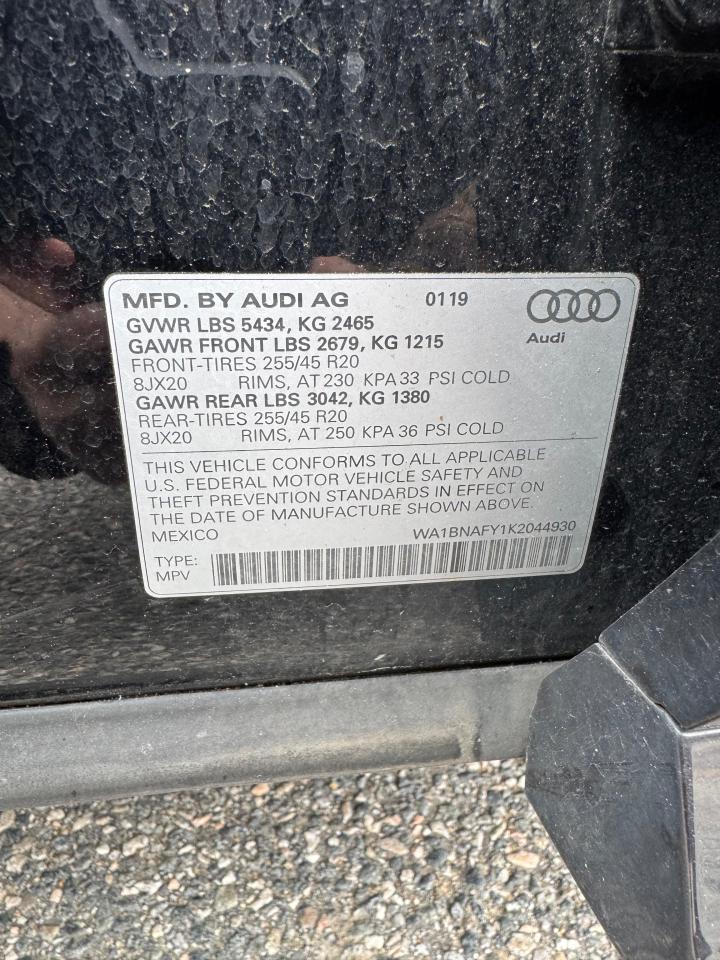 MFD. BY AUDI AG 0119
GVWR LBS 5434, KG 2465
GAWR FRONT LBS 2679, KG 1215
Audi
FRONT-TIRES 255/45 R20
8JX20 RIMS, AT 230 KPA 33 PSI COLD
GAWR REAR LBS 3042, KG 1380
REAR-TIRES 255/45 R20
8JX20 RIMS, AT 250 KPA 36 PSI COLD
THIS VEHICLE CONFORMS TO ALL APPLICABLE
U.S. FEDERAL MOTOR VEHICLE SAFETY AND
THEFT PREVENTION STANDARDS IN EFFECT ON
THE DATE OF MANUFACTURE SHOWN ABOVE.
MEXICO WA1BNAFY1K2044930
TYPE:
MPV